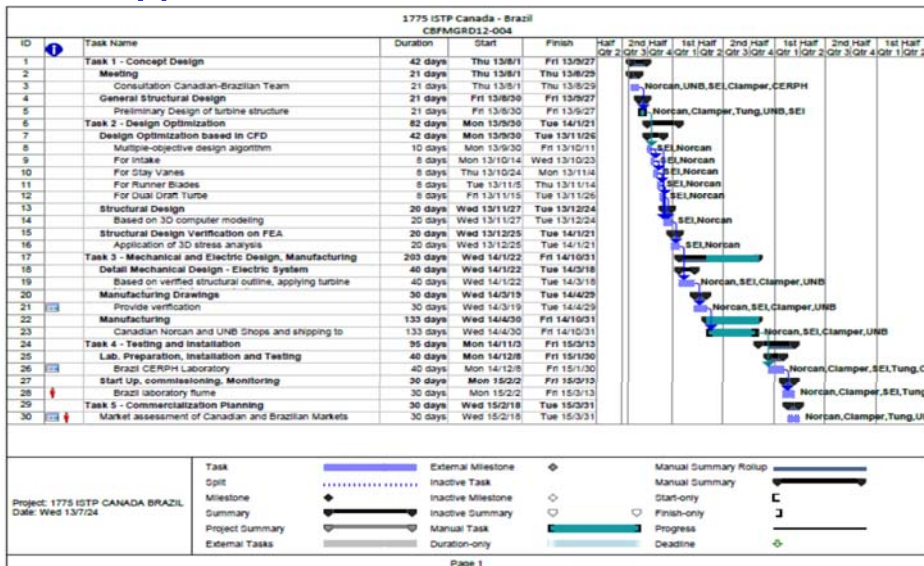 1775 ISTP Canada - Brazil
CBFMGRD12-004
ID Task Name Duration Start Finish Half 2nd Half 1st Half 2nd Half 1st Half 2nd Half 1st Half
Qtr 2 Qtr 3 Qtr 4 Qtr 1 Qtr 2 Qtr 3 Qtr 4 Qtr 1 Qtr 2 Qtr 3 Qtr 4 Qtr 1 Qtr 2
1 Task 1 - Concept Design 42 days Thu 13/8/1 Fri 13/9/27
2 Meeting 21 days Thu 13/8/1 Thu 13/8/29
3 Consultation Canadian-Brazilian Team 21 days Thu 13/8/1 Thu 13/8/29 Norcan,UNB,SEI,Clamper,CERPH
4 General Structural Design 21 days Fri 13/8/30 Fri 13/9/27
5 Preliminary Design of turbine structure 21 days Fri 13/8/30 Fri 13/9/27 Norcan,Clamper,Tung,UNB,SEI
6 Task 2 - Design Optimization 82 days Mon 13/9/30 Tue 14/1/21
7 Design Optimization based in CFD 42 days Mon 13/9/30 Tue 13/11/26
8 Multiple-objective design algorithm 10 days Mon 13/9/30 Fri 13/10/11 SEI,Norcan
9 For Intake 8 days Mon 13/10/14 Wed 13/10/23 SEI,Norcan
10 For Stay Vanes 8 days Thu 13/10/24 Mon 13/11/4 SEI,Norcan
11 For Runner Blades 8 days Tue 13/11/5 Thu 13/11/14 SEI,Norcan
12 For Dual Draft Turbe 8 days Fri 13/11/15 Tue 13/11/26 SEI,Norcan
13 Structural Design 20 days Wed 13/11/27 Tue 13/12/24
14 Based on 3D computer modeling 20 days Wed 13/11/27 Tue 13/12/24 SEI,Norcan
15 Structural Design Verification on FEA 20 days Wed 13/12/25 Tue 14/1/21
16 Application of 3D stress analysis 20 days Wed 13/12/25 Tue 14/1/21 SEI,Norcan
17 Task 3 - Mechanical and Electric Design, Manufacturing 203 days Wed 14/1/22 Fri 14/10/31
18 Detail Mechanical Design - Electric System 40 days Wed 14/1/22 Tue 14/3/18
19 Based on verified structural outline, applying turbine 40 days Wed 14/1/22 Tue 14/3/18 Norcan,SEI,Clamper,UNB
20 Manufacturing Drawings 30 days Wed 14/3/19 Tue 14/4/29
21 Provide verification 30 days Wed 14/3/19 Tue 14/4/29 Norcan,SEI,Clamper,UNB
22 Manufacturing 133 days Wed 14/4/30 Fri 14/10/31
23 Canadian Norcan and UNB Shops and shipping to 133 days Wed 14/4/30 Fri 14/10/31 Norcan,SEI,Clamper,UNB
24 Task 4 - Testing and Installation 95 days Mon 14/11/3 Fri 15/3/13
25 Lab. Preparation, Installation and Testing 40 days Mon 14/12/8 Fri 15/1/30
26 Brazil CERPH Laboratory 40 days Mon 14/12/8 Fri 15/1/30 Norcan,Clamper,SEI,Tung,C
27 Start Up, commissioning, Monitoring 30 days Mon 15/2/2 Fri 15/3/13
28 Brazil laboratory flume 30 days Mon 15/2/2 Fri 15/3/13 Norcan,Clamper,SEI,Tung
29 Task 5 - Commercialization Planning 30 days Wed 15/2/18 Tue 15/3/31
30 Market assessment of Canadian and Brazilian Markets 30 days Wed 15/2/18 Tue 15/3/31 Norcan,Clamper,Tung,U
Project: 1775 ISTP CANADA BRAZIL
Date: Wed 13/7/24
Task External Milestone Manual Summary Rollup
Split Inactive Task Manual Summary
Milestone Inactive Milestone Start-only
Summary Inactive Summary Finish-only
Project Summary Manual Task Progress
External Tasks Duration-only Deadline
Page 1